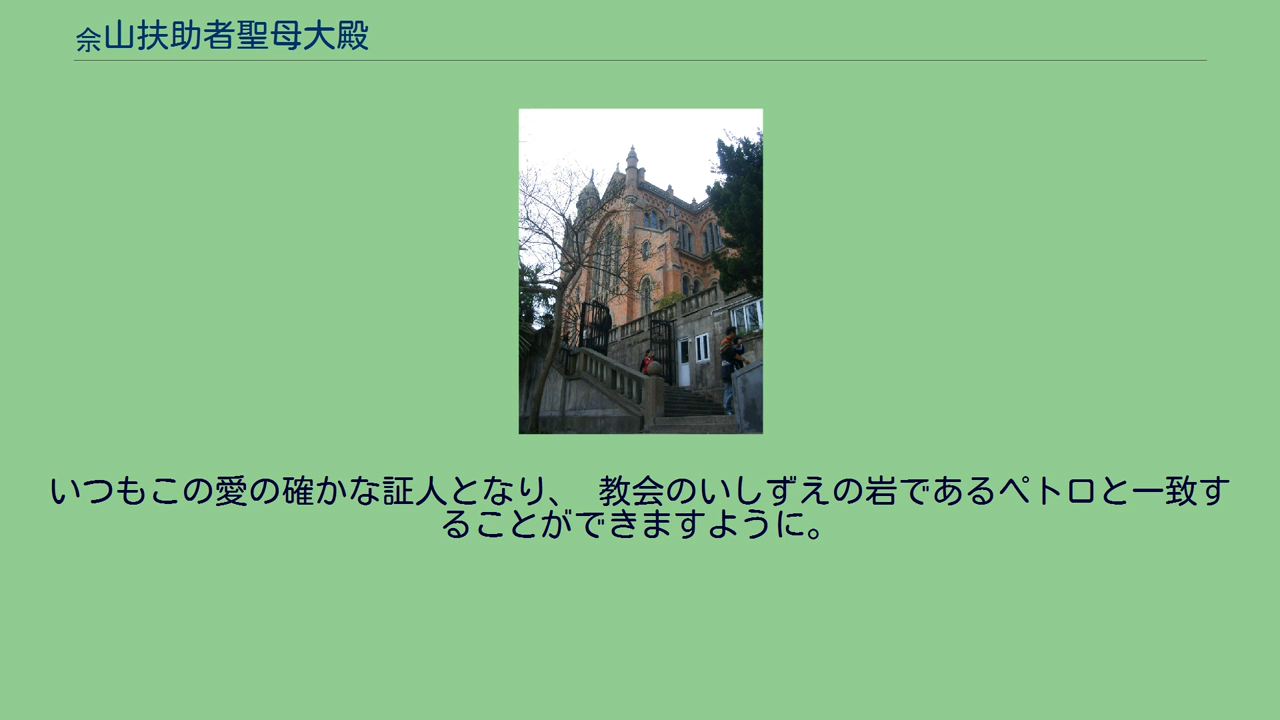 佘山扶助者聖母大殿
いつもこの愛の確かな証人となり、 教会のいしずえの岩であるペトロと一致す
ることができますように。